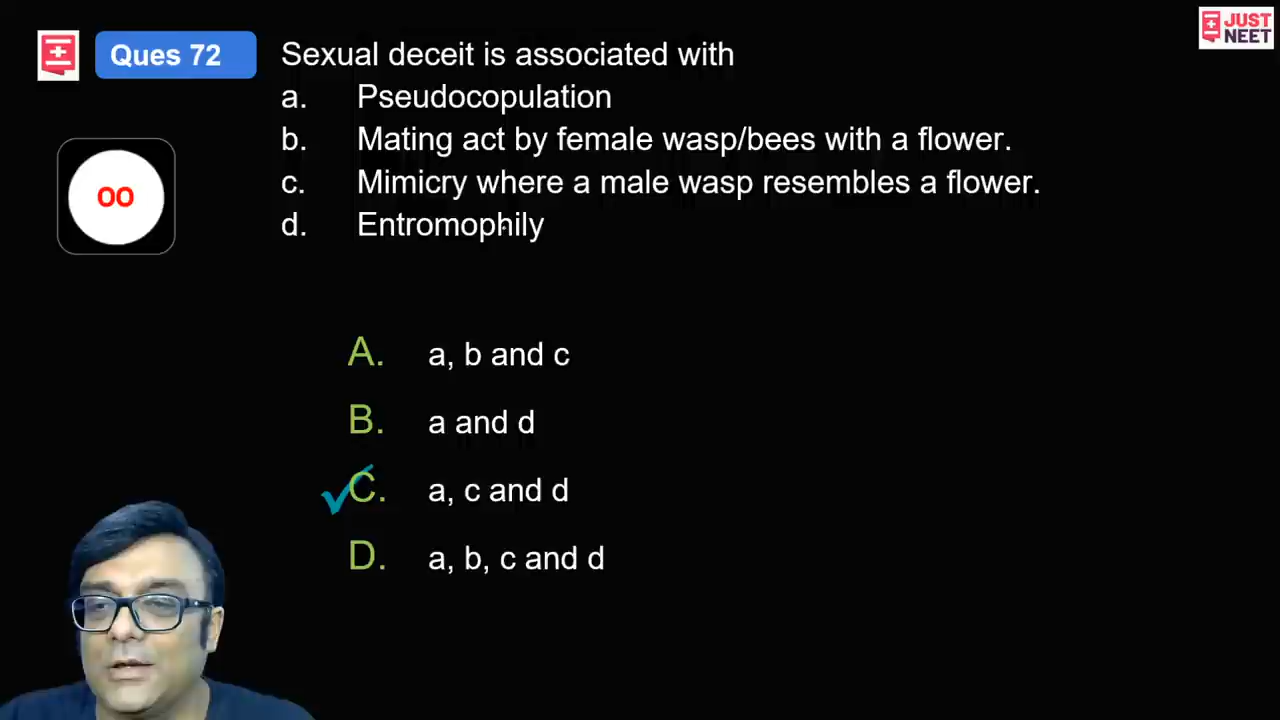 JUST
NEET
Ques 72 Sexual deceit is associated with
a. Pseudocopulation
b. Mating act by female wasp/bees with a flower.
c. Mimicry where a male wasp resembles a flower.
d. Entromophily
00
A. a, b and c
B. a and d
C. a, c and d
D. a, b, c and d